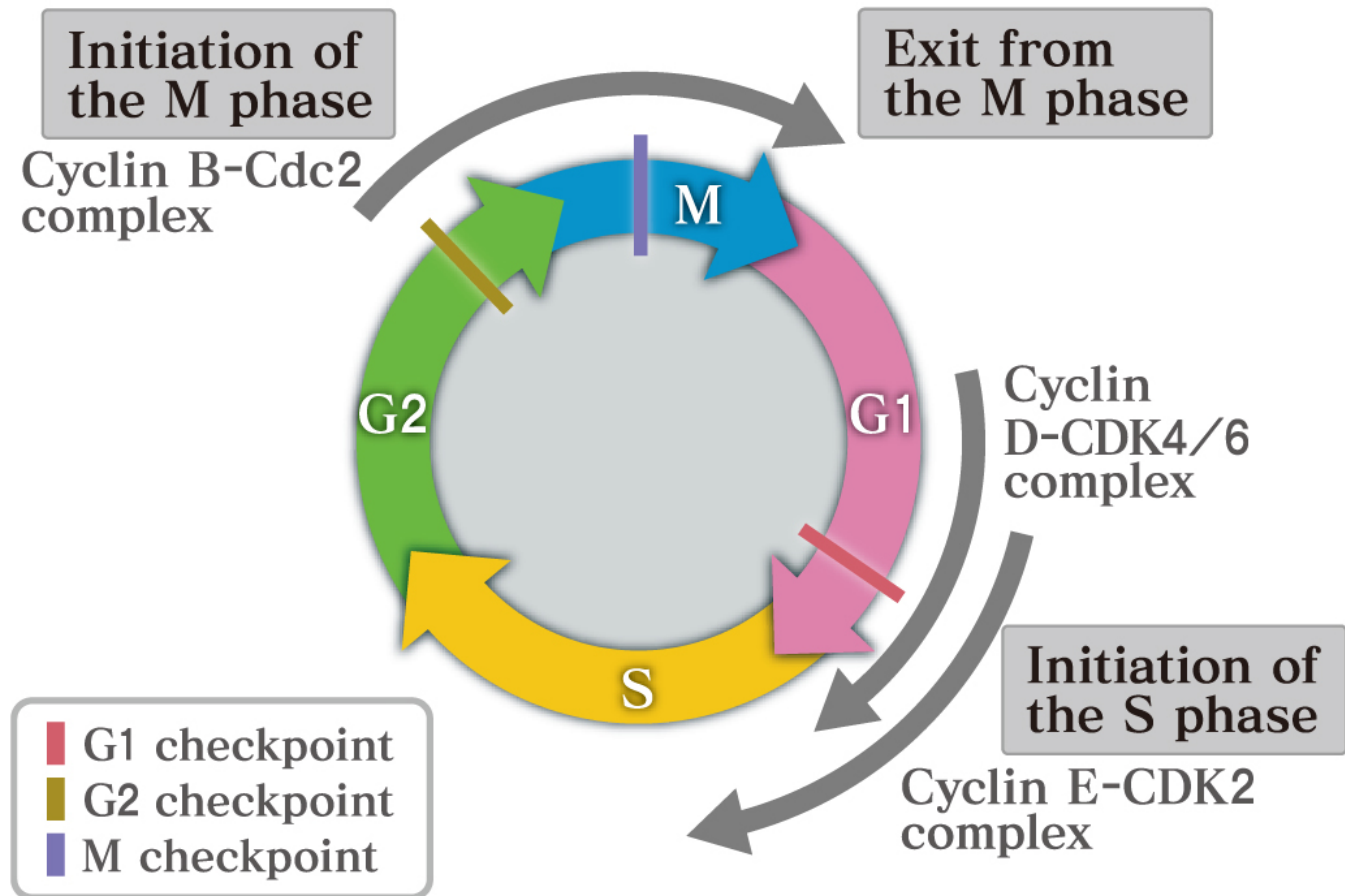 Initiation of
the M phase
Cyclin B-Cdc2
complex
Exit from
the M phase
M
G2
G1
S
Cyclin
D-CDK4/6
complex
Initiation of
the S phase
Cyclin E-CDK2
complex
G1 checkpoint
G2 checkpoint
M checkpoint